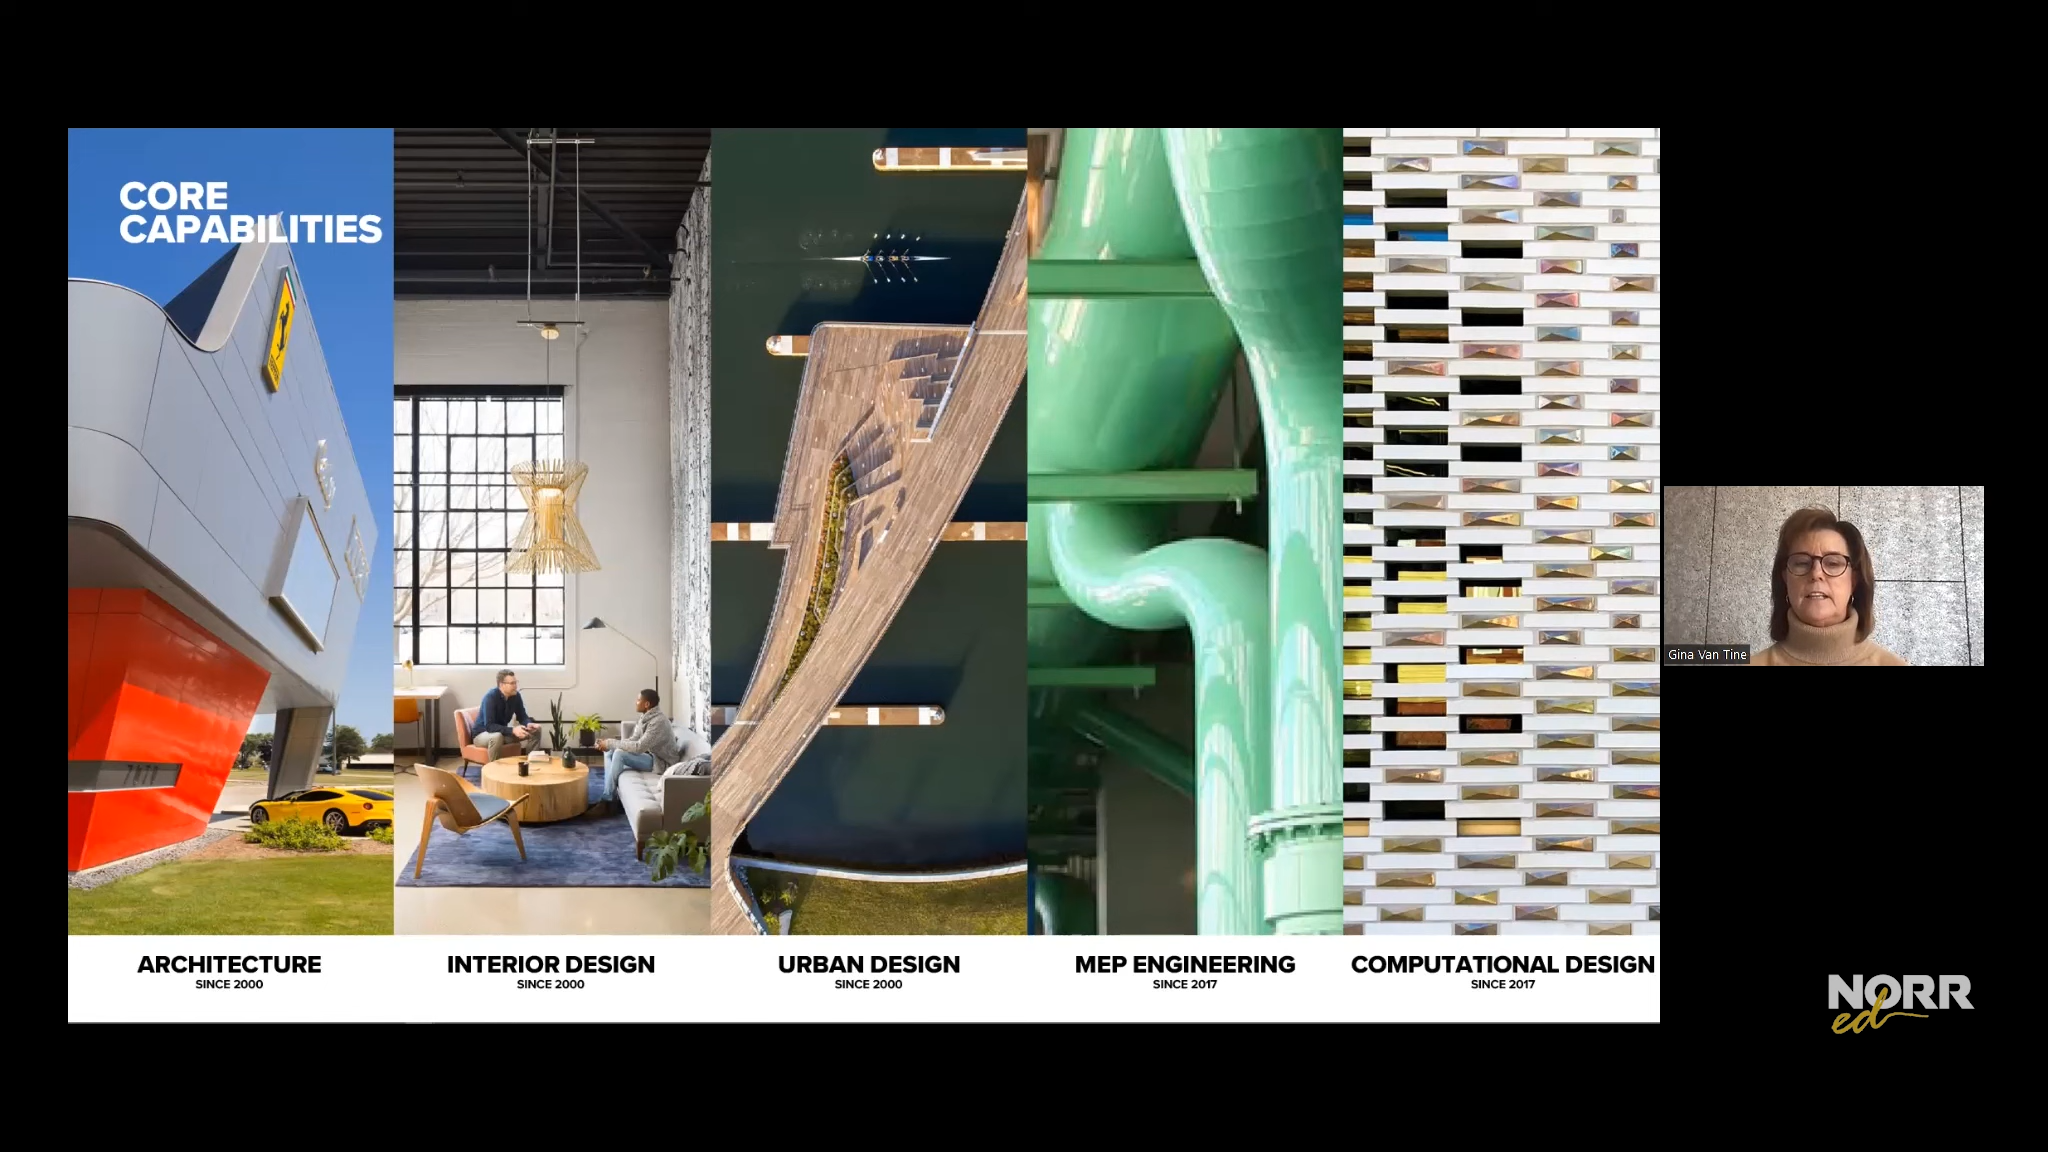 CORE
CAPABILITIES
7878
ARCHITECTURE
SINCE 2000
INTERIOR DESIGN
SINCE 2000
URBAN DESIGN
SINCE 2000
MEP ENGINEERING
SINCE 2017
COMPUTATIONAL DESIGN
SINCE 2017
Gina Van Tine
NORR
ed